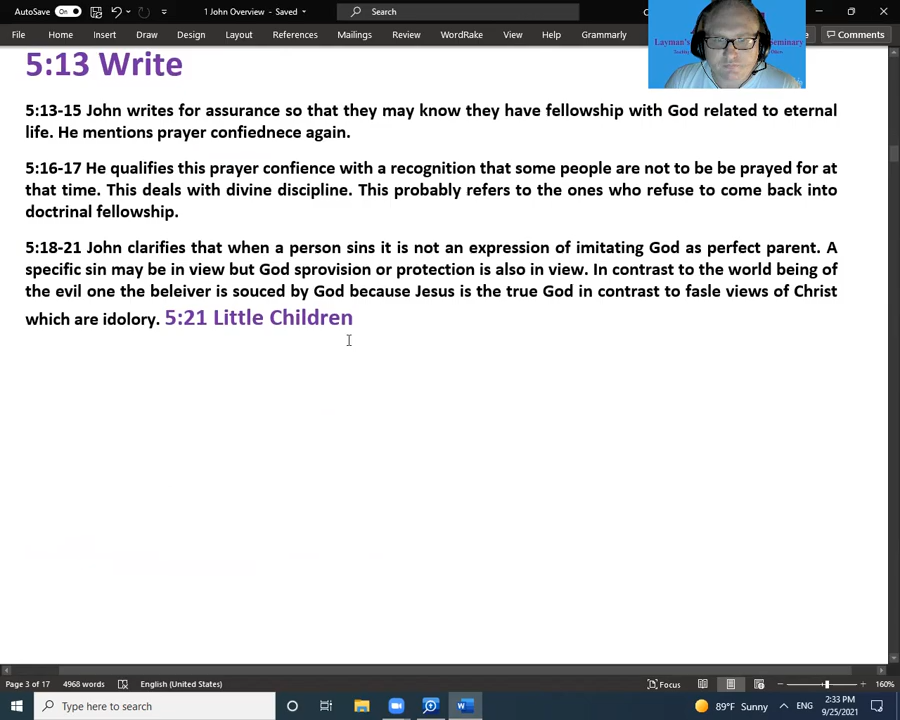 AutoSave On 1 John Overview - Saved Search
File Home Insert Draw Design Layout References Mailings Review View WordRake Help Grammarly Comments
Layman's Seminary
5:13 Write
5:13-15 John writes for assurance so that they may know they have fellowship with God related to eternal
life. He mentions prayer confiednece again.
5:16-17 He qualifies this prayer confience with a recognition that some people are not to be be prayed for at
that time. This deals with divine discipline. This probably refers to the ones who refuse to come back into
doctrinal fellowship.
5:18-21 John clarifies that when a person sins it is not an expression of imitating God as perfect parent. A
specific sin may be in view but God sprovision or protection is also in view. In contrast to the world being of
the evil one the beleiver is souced by God because Jesus is the true God in contrast to fasle views of Christ
which are idolory. 5:21 Little Children
Page 3 of 17 4968 words English (United States) Focus 160%
Type here to search 89°F Sunny ENG 2:33 PM
9/25/2021